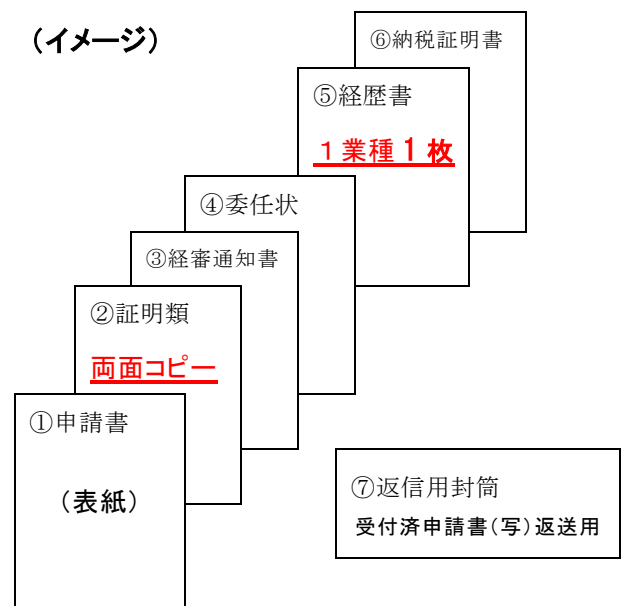 （イメージ）
⑥納税証明書
⑤経歴書
１業種１枚
④委任状
③経審通知書
②証明類
両面コピー
①申請書
（表紙）
⑦返信用封筒
受付済申請書（写）返送用